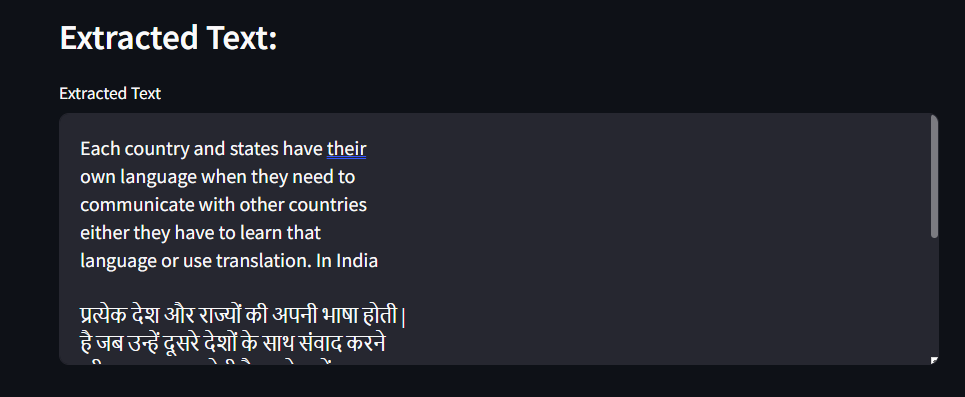 Extracted Text:
Extracted Text
Each country and states have their
own language when they need to
communicate with other countries
either they have to learn that
language or use translation. In India
प्रत्येक देश और राज्यों की अपनी भाषा होती |
है जब उन्हें दूसरे देशों के साथ संवाद करने